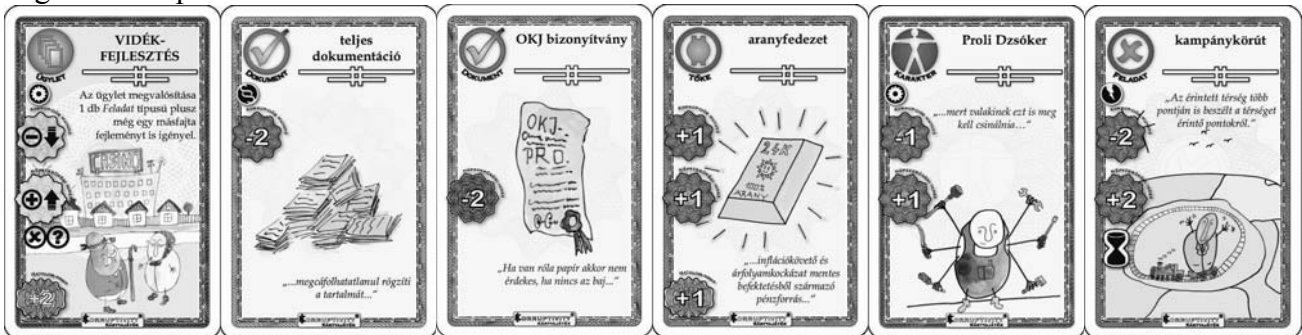 VIDÉK-
FEJLESZTÉS
ÜGYLET
Az ügylet megvalósítása
1 db Feladat típusú plusz
még egy másfajta
fejleményt is igényel.
CASINO
+2
teljes
dokumentáció
DOKUMENT
-2
„...megcáfolhatatlanul rögzíti
a tartalmát...”
OKJ bizonyítvány
DOKUMENT
-2
OKJ-
PRO.
„Ha van róla papír akkor nem
érdekes, ha nincs az baj...”
aranyfedezet
TŐKE
+1
+1
24K
100%
ARANY
„...inflációkövető és
árfolyamkockázat mentes
befektetésből származó
pénzforrás...”
+1
Proli Dzsóker
KARAKTER
„...mert valakinek ezt is meg
kell csinálnia...”
-1
+1
kampánykörút
FELADAT
„Az érintett térség több
pontján is beszélt a térséget
érintő pontokról.”
-2
+2